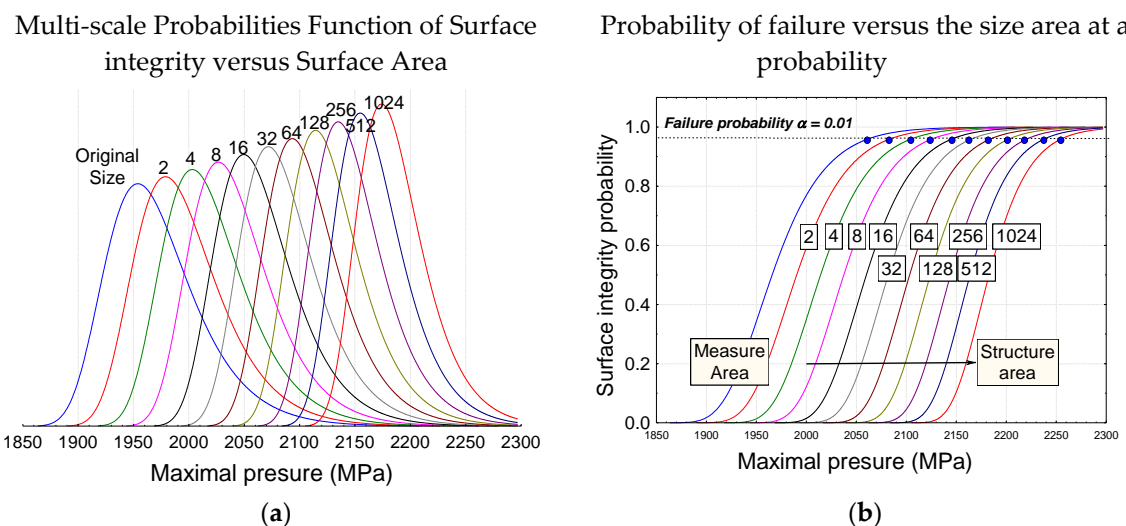 Multi-scale Probabilities Function of Surface
integrity versus Surface Area
Original
Size
2
4
8
16
32
64
128
256
512
1024
1850 1900 1950 2000 2050 2100 2150 2200 2250 2300
Maximal presure (MPa)
(a)
Probability of failure versus the size area at a
probability
Surface integrity probability
1.0
0.8
0.6
0.4
0.2
0.0
Failure probability α = 0.01
2 4 8 16 64 256 1024
32 128 512
Measure
Area
Structure
area
1850 1900 1950 2000 2050 2100 2150 2200 2250 2300
Maximal presure (MPa)
(b)